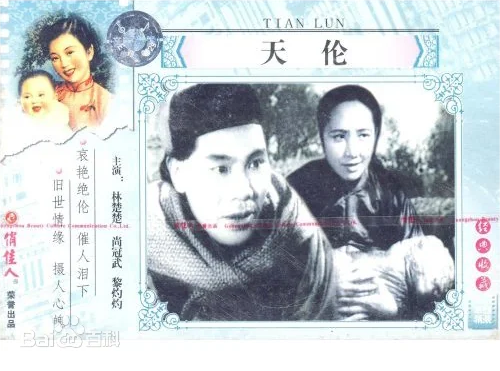 TIAN LUN
天伦
主演：林楚楚 尚冠武 黎灼灼
哀艳绝伦 催人泪下
旧世情缘 摄人心魄
俏佳人
荣誉出品
Guangzhou Beauty Culture Communication Co.,Ltd.
经典收藏
Bai百科